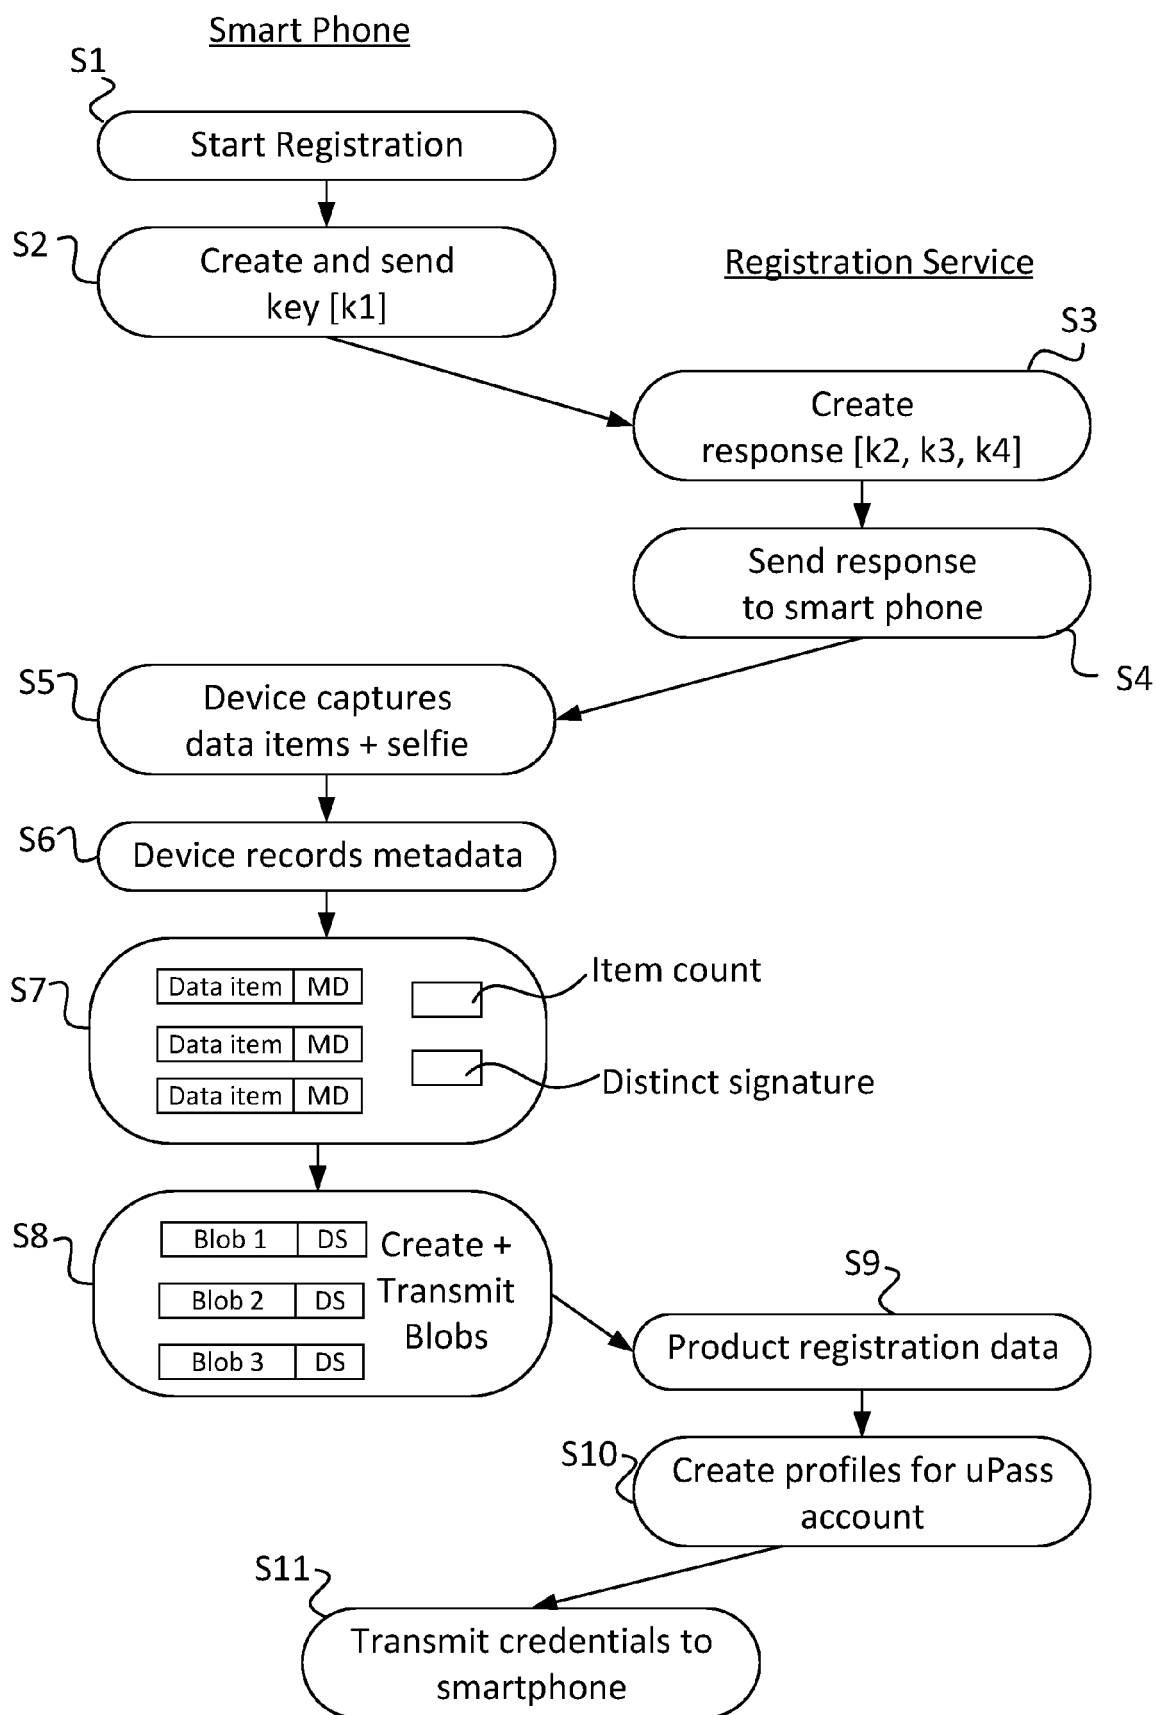 Smart Phone
S1
Start Registration
S2
Create and send
key [k1]
Registration Service
S3
Create
response [k2, k3, k4]
Send response
to smart phone
S4
S5
Device captures
data items + selfie
S6
Device records metadata
S7
Data item MD
Item count
Data item MD
Data item MD
Distinct signature
S8
Blob 1 DS
Blob 2 DS
Blob 3 DS
Create +
Transmit
Blobs
S9
Product registration data
S10
Create profiles for uPass
account
S11
Transmit credentials to
smartphone